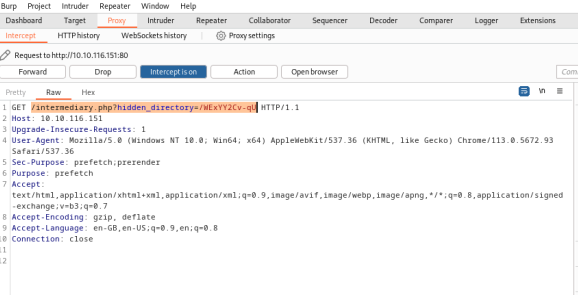 Burp Project Intruder Repeater Window Help
Dashboard Target Proxy Intruder Repeater Collaborator Sequencer Decoder Comparer Logger Extensions
Intercept HTTP history WebSockets history Proxy settings
Request to http://10.10.116.151:80
Forward Drop Intercept is on Action Open browser Com
Pretty Raw Hex \n
1 GET /intermediary.php?hidden_directory=/WExYY2Cv-qU HTTP/1.1
2 Host: 10.10.116.151
3 Upgrade-Insecure-Requests: 1
4 User-Agent: Mozilla/5.0 (Windows NT 10.0; Win64; x64) AppleWebKit/537.36 (KHTML, like Gecko) Chrome/113.0.5672.93
Safari/537.36
5 Sec-Purpose: prefetch;prerender
6 Purpose: prefetch
7 Accept:
text/html,application/xhtml+xml,application/xml;q=0.9,image/avif,image/webp,image/apng,*/*;q=0.8,application/signed
-exchange;v=b3;q=0.7
8 Accept-Encoding: gzip, deflate
9 Accept-Language: en-GB,en-US;q=0.9,en;q=0.8
10 Connection: close
11
12